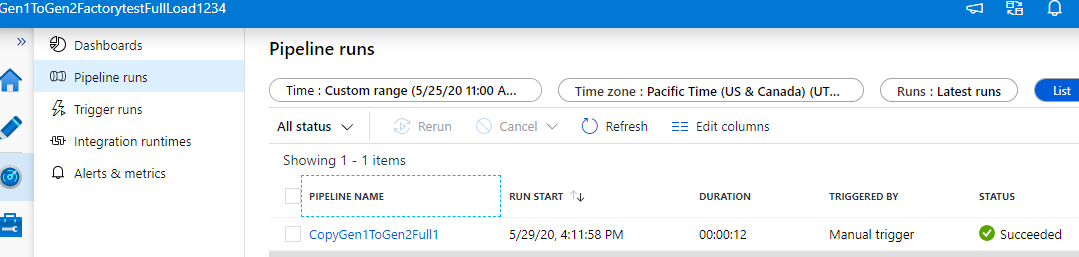 Gen1ToGen2FactorytestFullLoad1234
»
Dashboards
Pipeline runs
Trigger runs
Integration runtimes
Alerts & metrics
Pipeline runs
Time : Custom range (5/25/20 11:00 A...
Time zone : Pacific Time (US & Canada) (UT...
Runs : Latest runs
List
All status
Rerun
Cancel
Refresh
Edit columns
Showing 1 - 1 items
PIPELINE NAME RUN START DURATION TRIGGERED BY STATUS
CopyGen1ToGen2Full1 5/29/20, 4:11:58 PM 00:00:12 Manual trigger Succeeded